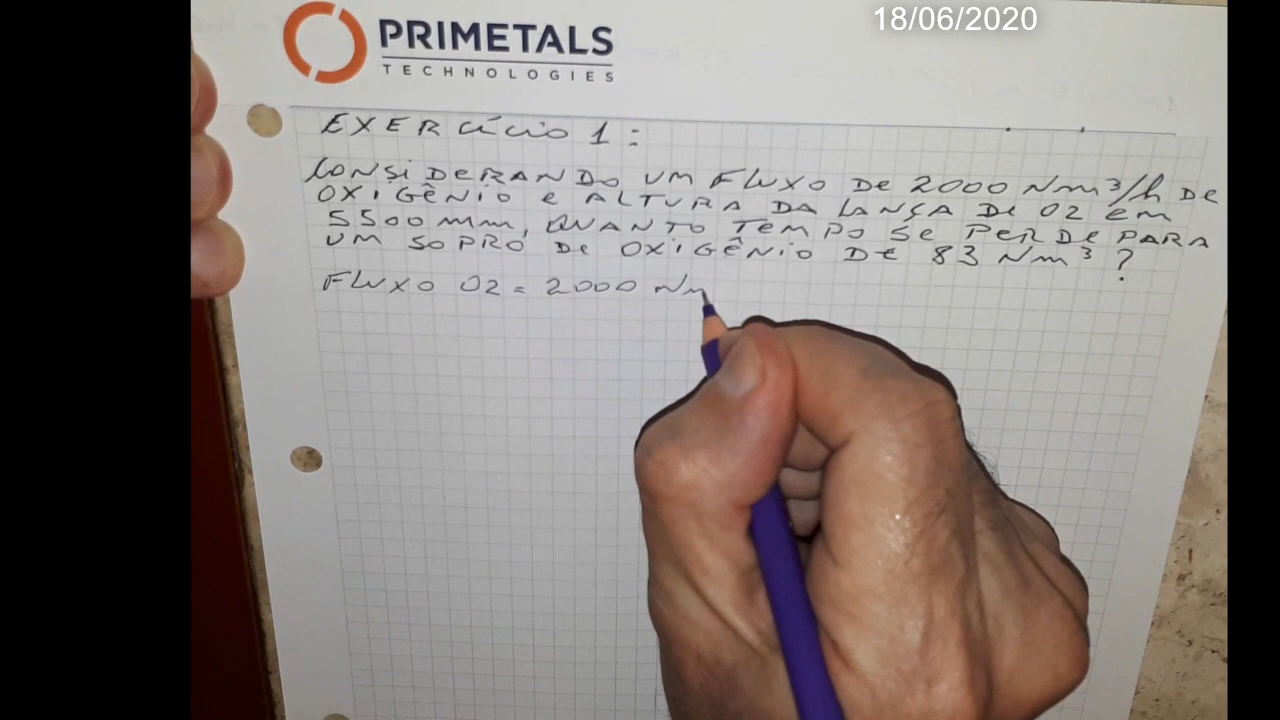 18/06/2020
PRIMETALS
TECHNOLOGIES
EXERCÍCIO 1:
CONSIDERANDO UM FLUXO DE 2000 Nm³/h DE
OXIGÊNIO E ALTURA DA LANÇA DE O2 EM
5500 mm, QUANTO TEMPO SE PERDE PARA
UM SOPRO DE OXIGÊNIO DE 83 Nm³?
FLUXO O2 = 2000 Nm